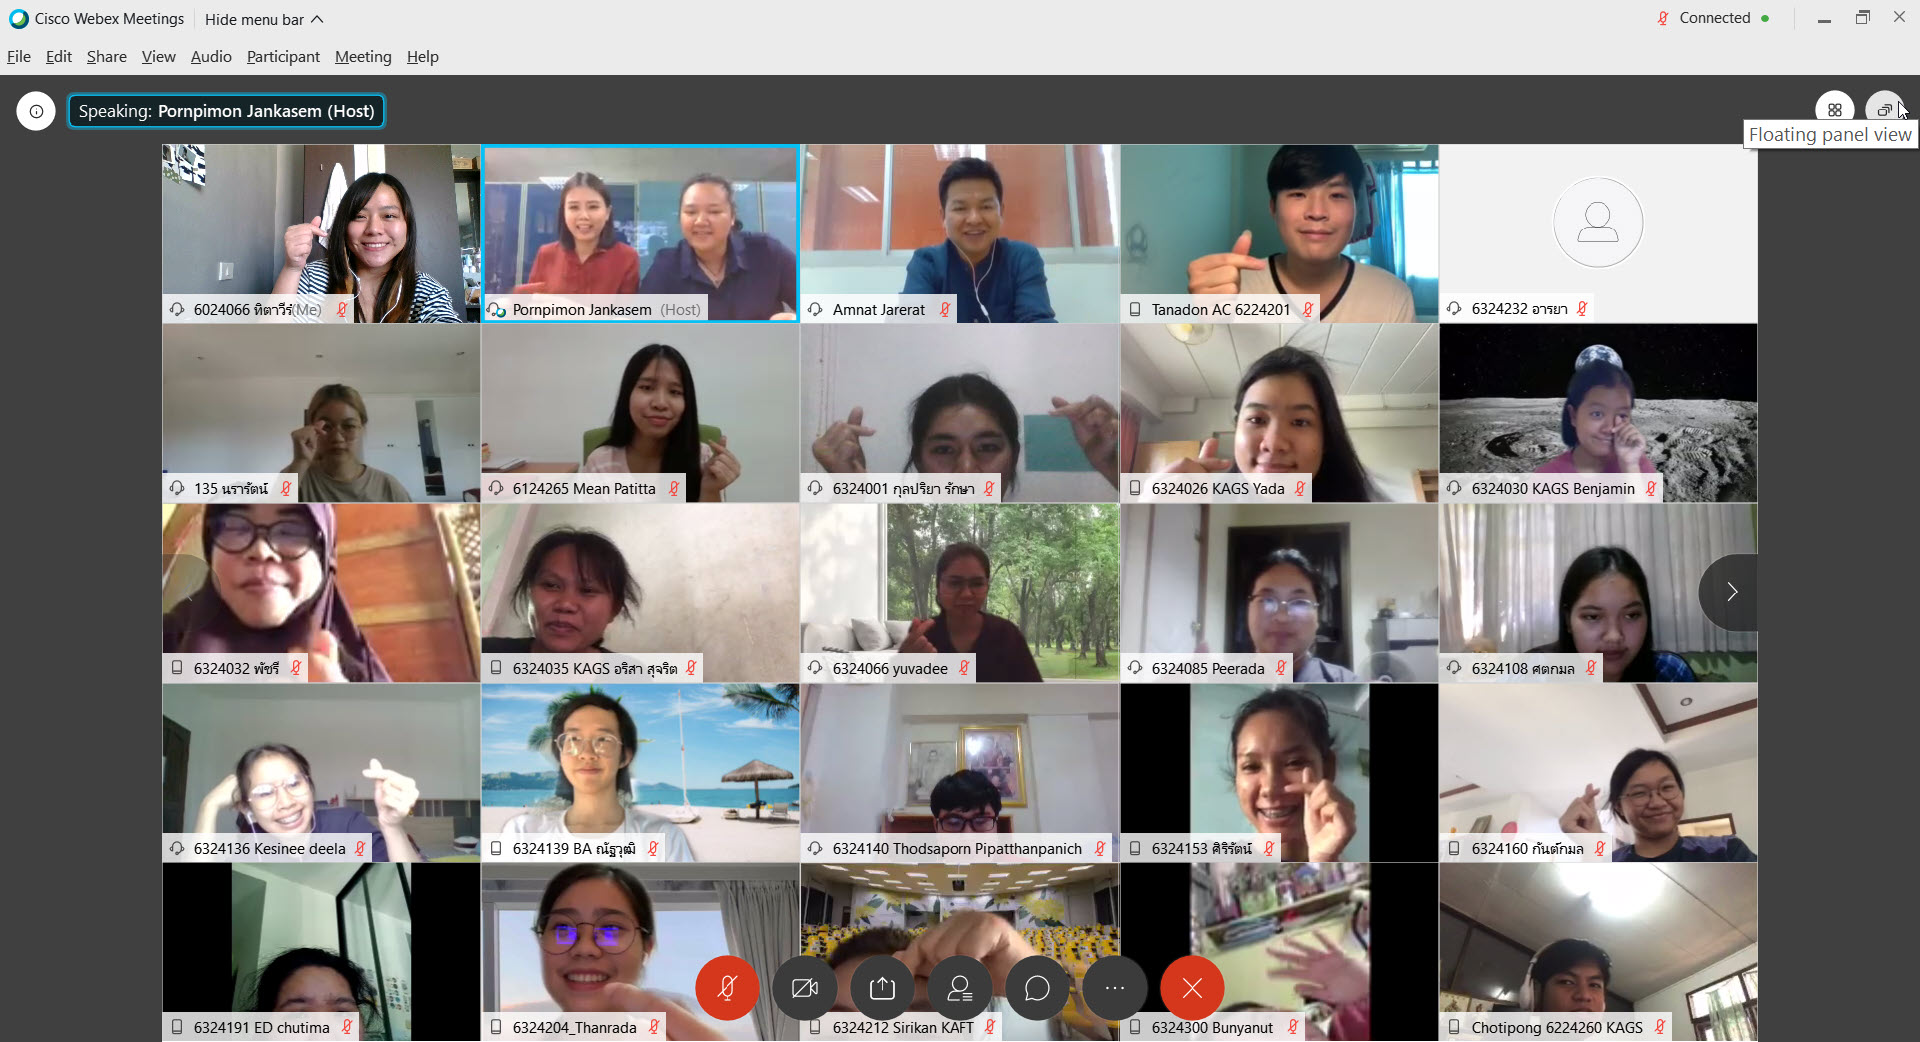 Cisco Webex Meetings
Hide menu bar
Connected
File Edit Share View Audio Participant Meeting Help
Speaking: Pornpimon Jankasem (Host)
Floating panel view
6024066 ทิตาวีร์(Me)
Pornpimon Jankasem (Host)
Amnat Jarerat
Tanadon AC 6224201
6324232 อารยา
135 นรารัตน์
6124265 Mean Patitta
6324001 กุลปริยา รักษา
6324026 KAGS Yada
6324030 KAGS Benjamin
6324032 พัชรี
6324035 KAGS อริสา สุจริต
6324066 yuvadee
6324085 Peerada
6324108 ศตกมล
6324136 Kesinee deela
6324139 BA ณัฐวุฒิ
6324140 Thodsaporn Pipatthanpanich
6324153 ศิริรัตน์
6324160 กันต์กมล
6324191 ED chutima
6324204_Thanrada
6324212 Sirikan KAFT
6324300 Bunyanut
Chotipong 6224260 KAGS